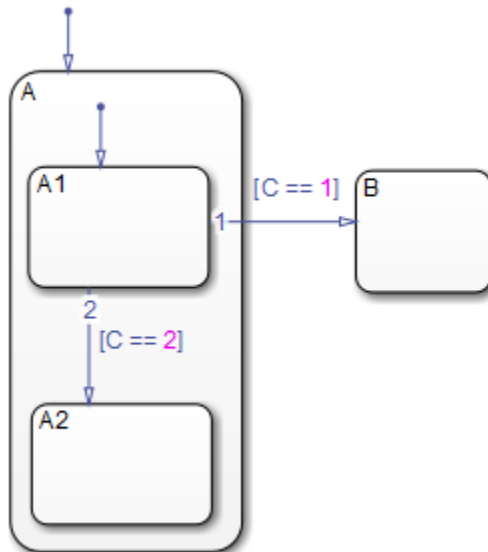 A
A1
[C == 1]
B
1
2
[C == 2]
A2